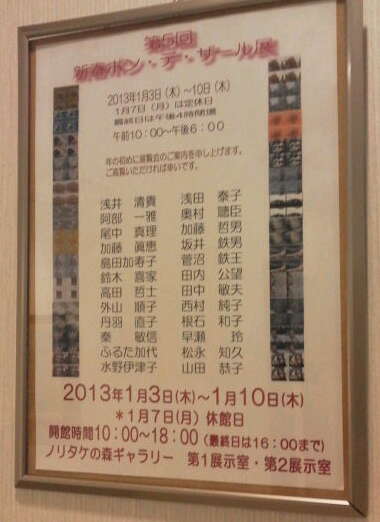 第5回
新春ボン・デ・ザール展
2013年1月3日(木)～10日(木)
1月7日(月)は定休日
最終日は午後4時閉場
午前10:00～午後6:00
年の初めに展覧会のご案内を申し上げます。
ご高覧いただければ幸いです。
浅井 清貴 浅田 泰子
阿部 一雅 奥村 聰臣
尾中 真理 加藤 哲男
加藤 眞恵 坂井 鉄男
島田加寿子 菅沼 鉄王
鈴木 喜家 田内 公望
高田 哲士 田中 敏夫
外山 順子 西村 純子
丹羽 直子 根石 和子
秦 敏信 早瀬 玲
ふるた加代 松永 知久
水野伊津子 山田 恭子
2013年1月3日(木)～1月10日(木)
*1月7日(月) 休館日
開館時間10:00～18:00 (最終日は16:00まで)
ノリタケの森ギャラリー 第1展示室・第2展示室